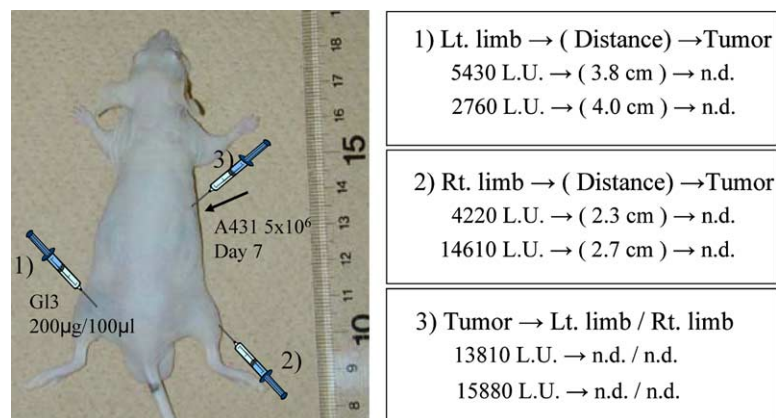 3)
A431 5x10⁶
Day 7
1)
Gl3
200µg/100µl
2)
18
17
16
15
14
13
12
11
10
9
8
1) Lt. limb → ( Distance) →Tumor
5430 L.U. → ( 3.8 cm ) → n.d.
2760 L.U. → ( 4.0 cm ) → n.d.
2) Rt. limb → ( Distance) →Tumor
4220 L.U. → ( 2.3 cm ) → n.d.
14610 L.U. → ( 2.7 cm ) → n.d.
3) Tumor → Lt. limb / Rt. limb
13810 L.U. → n.d. / n.d.
15880 L.U. → n.d. / n.d.